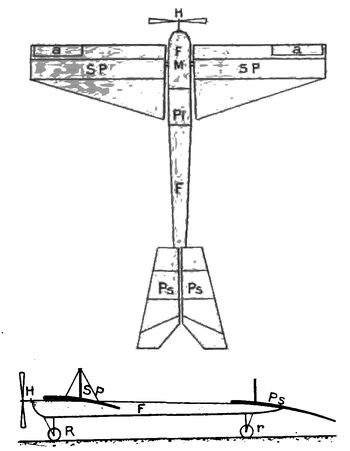 H
a F a
SP M SP
Pi
F
Ps Ps
H SP Ps
F
R r